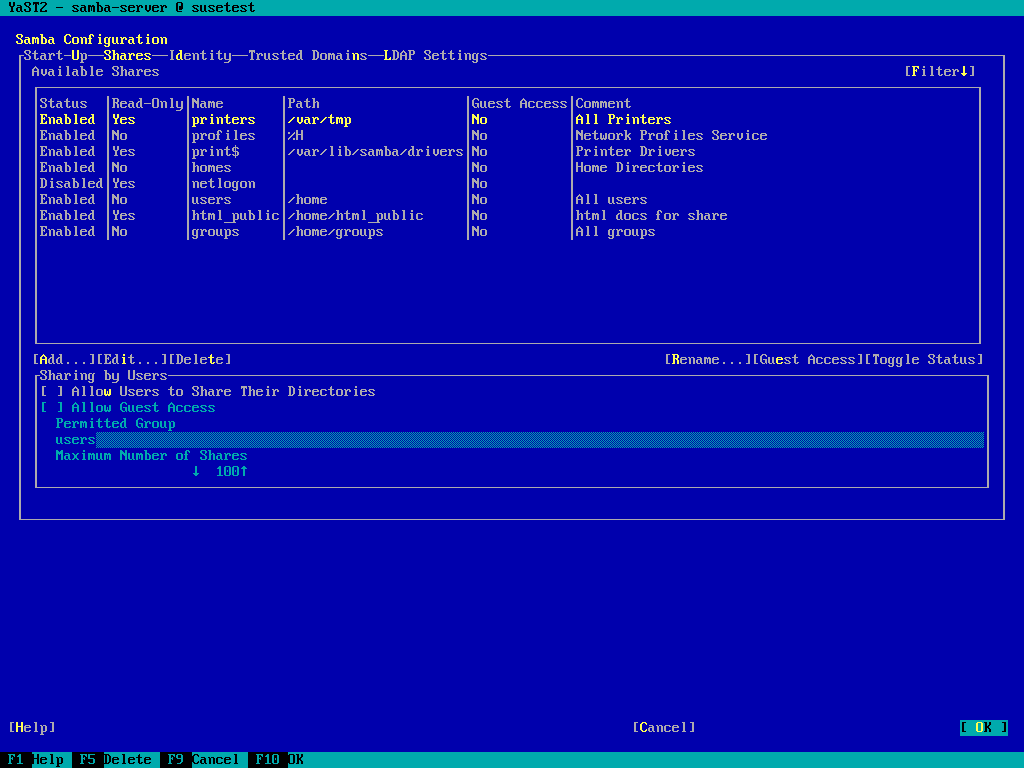 YaST2 - samba-server @ susetest
Samba Configuration
Start-Up Shares Identity Trusted Domains LDAP Settings
Available Shares [Filter↓]
Status Read-Only Name Path Guest Access Comment
Enabled Yes printers /var/tmp No All Printers
Enabled No profiles %H No Network Profiles Service
Enabled Yes print$ /var/lib/samba/drivers No Printer Drivers
Enabled No homes No Home Directories
Disabled Yes netlogon No
Enabled No users /home No All users
Enabled Yes html_public /home/html_public No html docs for share
Enabled No groups /home/groups No All groups
[Add...][Edit...][Delete] [Rename...][Guest Access][Toggle Status]
Sharing by Users
[ ] Allow Users to Share Their Directories
[ ] Allow Guest Access
Permitted Group
users
Maximum Number of Shares
↓ 100↑
[Help] [Cancel] [ OK ]
F1 Help F5 Delete F9 Cancel F10 OK